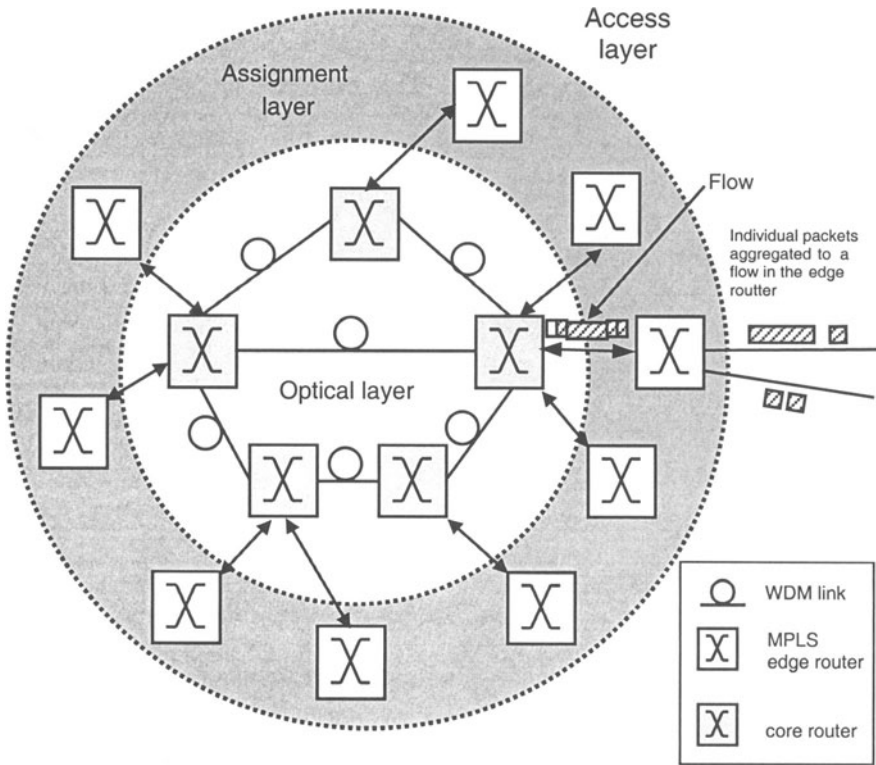 Access
layer
Assignment
layer
Flow
Individual packets
aggregated to a
flow in the edge
routter
Optical layer
WDM link
MPLS
edge router
core router